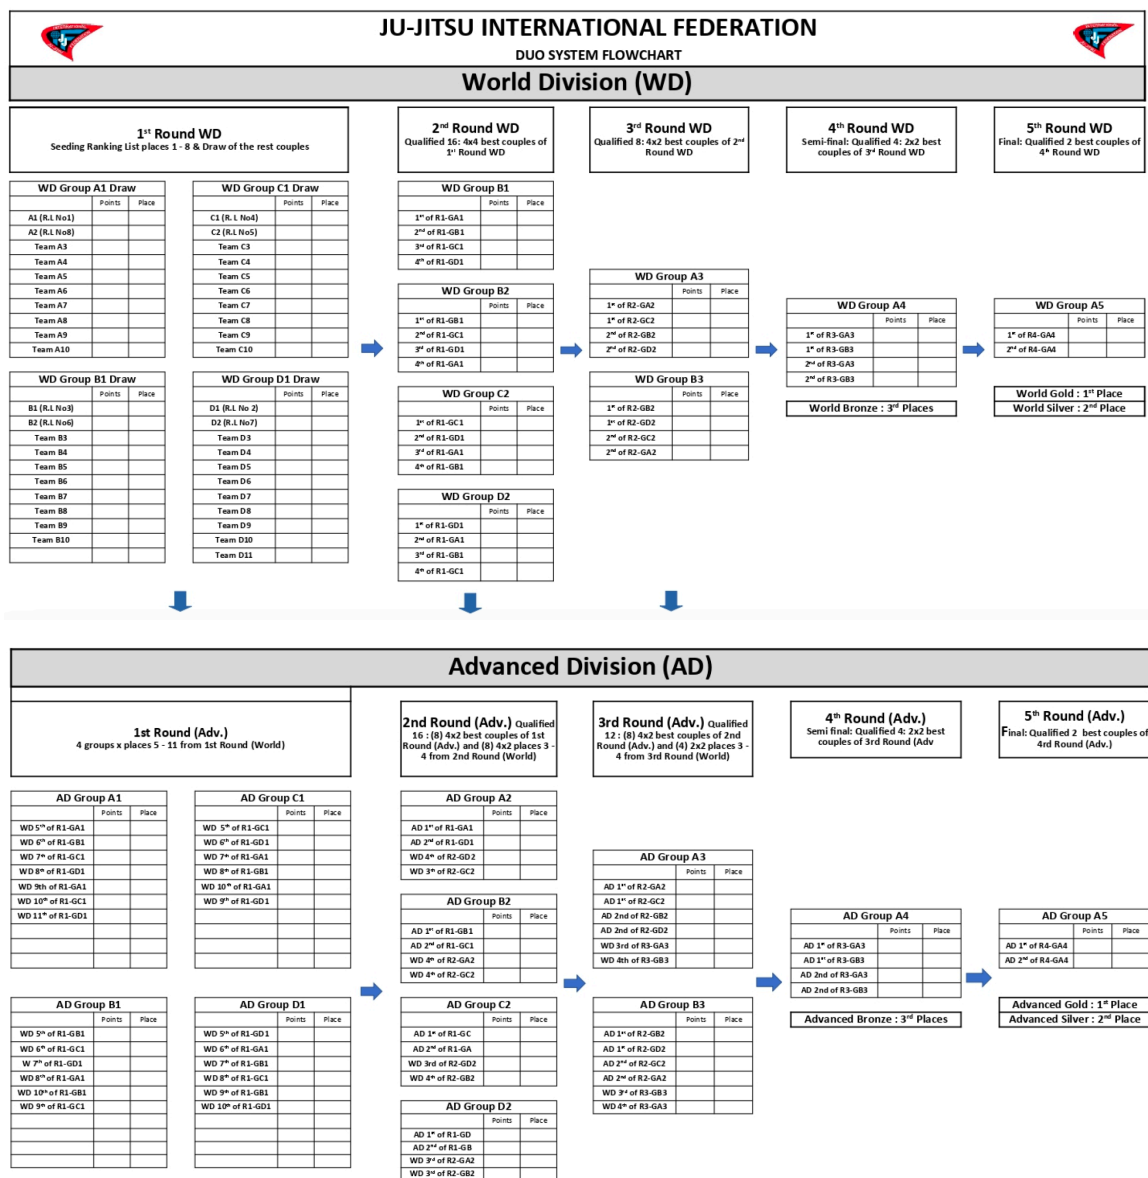 JU-JITSU INTERNATIONAL FEDERATION
DUO SYSTEM FLOWCHART
World Division (WD)
1st Round WD
Seeding Ranking List places 1 - 8 & Draw of the rest couples
2nd Round WD
Qualified 16: 4x4 best couples of
1st Round WD
3rd Round WD
Qualified 8: 4x2 best couples of 2nd
Round WD
4th Round WD
Semi-final: Qualified 4: 2x2 best
couples of 3rd Round WD
5th Round WD
Final: Qualified 2 best couples of
4th Round WD
WD Group A1 Draw
Points Place
A1 (R.L No1)
A2 (R.L No8)
Team A3
Team A4
Team A5
Team A6
Team A7
Team A8
Team A9
Team A10
WD Group C1 Draw
Points Place
C1 (R.L No4)
C2 (R.L No5)
Team C3
Team C4
Team C5
Team C6
Team C7
Team C8
Team C9
Team C10
WD Group B1 Draw
Points Place
B1 (R.L No3)
B2 (R.L No6)
Team B3
Team B4
Team B5
Team B6
Team B7
Team B8
Team B9
Team B10
WD Group D1 Draw
Points Place
D1 (R.L No 2)
D2 (R.L No7)
Team D3
Team D4
Team D5
Team D6
Team D7
Team D8
Team D9
Team D10
Team D11
WD Group B1
Points Place
1st of R1-GA1
2nd of R1-GB1
3rd of R1-GC1
4th of R1-GD1
WD Group B2
Points Place
1st of R1-GB1
2nd of R1-GC1
3rd of R1-GD1
4th of R1-GA1
WD Group C2
Points Place
1st of R1-GC1
2nd of R1-GD1
3rd of R1-GA1
4th of R1-GB1
WD Group D2
Points Place
1st of R1-GD1
2nd of R1-GA1
3rd of R1-GB1
4th of R1-GC1
WD Group A3
Points Place
1st of R2-GA2
1st of R2-GC2
2nd of R2-GB2
2nd of R2-GD2
WD Group B3
Points Place
1st of R2-GB2
1st of R2-GD2
2nd of R2-GC2
2nd of R2-GA2
WD Group A4
Points Place
1st of R3-GA3
1st of R3-GB3
2nd of R3-GA3
2nd of R3-GB3
World Bronze : 3rd Places
WD Group A5
Points Place
1st of R4-GA4
2nd of R4-GA4
World Gold : 1st Place
World Silver : 2nd Place
Advanced Division (AD)
1st Round (Adv.)
4 groups x places 5 - 11 from 1st Round (World)
2nd Round (Adv.) Qualified
16 : (8) 4x2 best couples of 1st
Round (Adv.) and (8) 4x2 places 3 -
4 from 2nd Round (World)
3rd Round (Adv.) Qualified
12 : (8) 4x2 best couples of 2nd
Round (Adv.) and (4) 2x2 places 3 -
4 from 3rd Round (World)
4th Round (Adv.)
Semi final: Qualified 4: 2x2 best
couples of 3rd Round (Adv
5th Round (Adv.)
Final: Qualified 2 best couples of
4rd Round (Adv.)
AD Group A1
Points Place
WD 5th of R1-GA1
WD 6th of R1-GB1
WD 7th of R1-GC1
WD 8th of R1-GD1
WD 9th of R1-GA1
WD 10th of R1-GC1
WD 11th of R1-GD1
AD Group C1
Points Place
WD 5th of R1-GC1
WD 6th of R1-GD1
WD 7th of R1-GA1
WD 8th of R1-GB1
WD 10th of R1-GA1
WD 9th of R1-GD1
AD Group B1
Points Place
WD 5th of R1-GB1
WD 6th of R1-GC1
W 7th of R1-GD1
WD 8th of R1-GA1
WD 10th of R1-GB1
WD 9th of R1-GC1
AD Group D1
Points Place
WD 5th of R1-GD1
WD 6th of R1-GA1
WD 7th of R1-GB1
WD 8th of R1-GC1
WD 9th of R1-GB1
WD 10th of R1-GD1
AD Group A2
Points Place
AD 1st of R1-GA1
AD 2nd of R1-GD1
WD 4th of R2-GD2
WD 3rd of R2-GC2
AD Group B2
Points Place
AD 1st of R1-GB1
AD 2nd of R1-GC1
WD 4th of R2-GA2
WD 4th of R2-GC2
AD Group C2
Points Place
AD 1st of R1-GC
AD 2nd of R1-GA
WD 3rd of R2-GD2
WD 4th of R2-GB2
AD Group D2
Points Place
AD 1st of R1-GD
AD 2nd of R1-GB
WD 3rd of R2-GA2
WD 3rd of R2-GB2
AD Group A3
Points Place
AD 1st of R2-GA2
AD 1st of R2-GC2
AD 2nd of R2-GB2
AD 2nd of R2-GD2
WD 3rd of R3-GA3
WD 4th of R3-GB3
AD Group B3
Points Place
AD 1st of R2-GB2
AD 1st of R2-GD2
AD 2nd of R2-GC2
AD 2nd of R2-GA2
WD 3rd of R3-GB3
WD 4th of R3-GA3
AD Group A4
Points Place
AD 1st of R3-GA3
AD 1st of R3-GB3
AD 2nd of R3-GA3
AD 2nd of R3-GB3
Advanced Bronze : 3rd Places
AD Group A5
Points Place
AD 1st of R4-GA4
AD 2nd of R4-GA4
Advanced Gold : 1st Place
Advanced Silver : 2nd Place